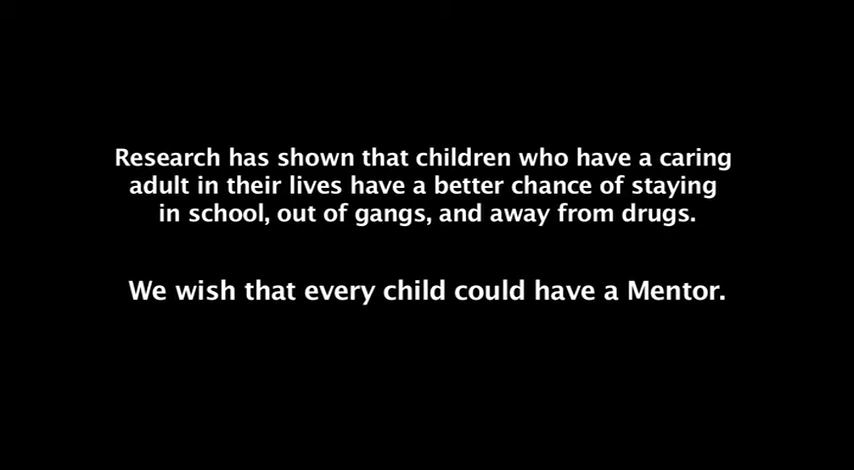 Research has shown that children who have a caring
adult in their lives have a better chance of staying
in school, out of gangs, and away from drugs.
We wish that every child could have a Mentor.